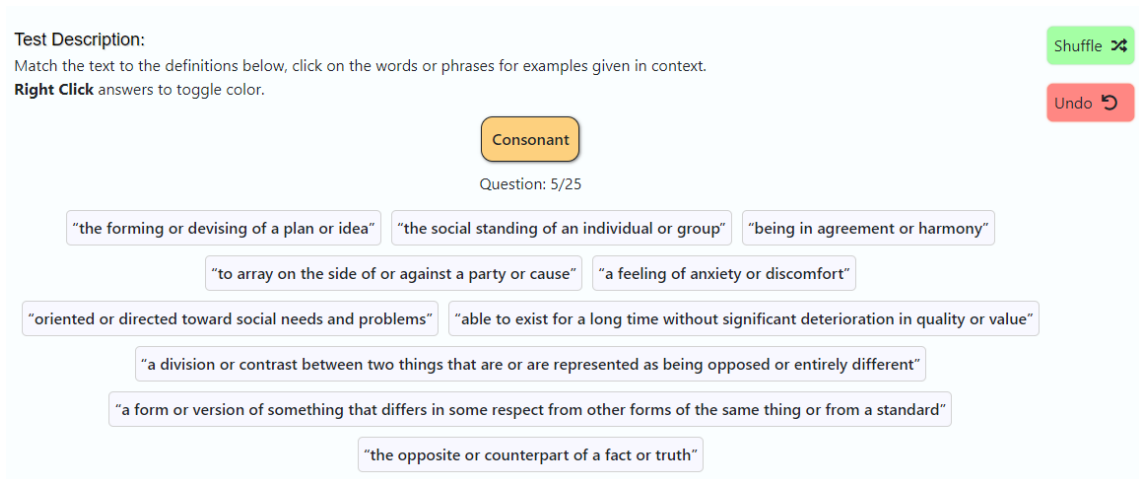 Test Description:
Match the text to the definitions below, click on the words or phrases for examples given in context.
Right Click answers to toggle color.
Shuffle
Undo
Consonant
Question: 5/25
“the forming or devising of a plan or idea” “the social standing of an individual or group” “being in agreement or harmony”
“to array on the side of or against a party or cause” “a feeling of anxiety or discomfort”
“oriented or directed toward social needs and problems” “able to exist for a long time without significant deterioration in quality or value”
“a division or contrast between two things that are or are represented as being opposed or entirely different”
“a form or version of something that differs in some respect from other forms of the same thing or from a standard”
“the opposite or counterpart of a fact or truth”